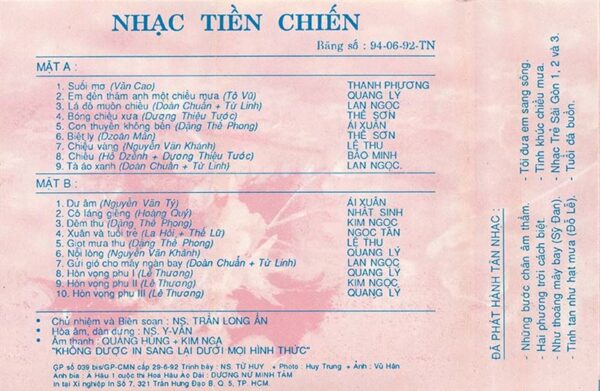 NHẠC TIỀN CHIẾN
Băng số : 94-06-92-TN
MẶT A :
1. Suối mơ (Văn Cao) THANH PHƯƠNG
2. Em đến thăm anh một chiều mưa (Tô Vũ) QUANG LÝ
3. Lá đỏ muôn chiều (Doàn Chuẩn + Từ Linh) LAN NGỌC
4. Bóng chiều xưa (Dương Thiệu Tước) THẾ SƠN
5. Con thuyền không bến (Đặng Thế Phong) ÁI XUÂN
6. Biệt ly (Dzoãn Mẫn) THẾ SƠN
7. Chiều vàng (Nguyễn Văn Khánh) LỆ THU
8. Chiều (Hồ Dzểnh + Dương Thiệu Tước) BẢO MINH
9. Tà áo xanh (Doàn Chuẩn + Từ Linh) LAN NGỌC.
MẶT B :
1. Dư âm (Nguyễn Văn Tý) ÁI XUÂN
2. Cô láng giềng (Hoàng Quý) NHẬT SINH
3. Đêm thu (Đặng Thế Phong) KIM NGỌC
4. Xuân và tuổi trẻ (La Hối + Thế Lữ) NGỌC TÂN
5. Giọt mưa thu (Đặng Thế Phong) LỆ THU
6. Nỗi lòng (Nguyễn Văn Khánh) QUANG LÝ
7. Gửi gió cho mây ngàn bay (Doàn Chuẩn + Từ Linh) LAN NGỌC
8. Hòn vọng phu I (Lê Thương) QUANG LÝ
9. Hòn vọng phu II (Lê Thương) KIM NGỌC
10. Hòn vọng phu III (Lê Thương) QUANG LÝ
Chủ nhiệm và Biên soạn : NS. TRẦN LONG ẨN
Hòa âm, dàn dựng : NS. Y-VÂN
Âm thanh : QUANG HÙNG + KIM NGA
"KHÔNG ĐƯỢC IN SANG LẠI DƯỚI MỌI HÌNH THỨC"
GP số 039 bis/GP-CMN cấp 29-6-92 Trình bày : NS. TỪ HUY + Photo : Huy Trung + Ảnh : Vũ Hân
Ảnh bìa : Á Hậu I cuộc thi Hoa Hậu Áo Dài : DƯƠNG NỮ MINH TÂM
In tại Xí nghiệp In Số 7, 321 Trần Hưng Đạo B Q. 5, TP. HCM.
ĐÃ PHÁT HÀNH TÂN NHẠC :
- Những bước chân âm thầm.
- Hai phương trời cách biệt.
- Như thoáng mây bay (Sỹ Đan).
- Tình tan như hạt mưa (Đô Lê).
- Tôi đưa em sang sông.
- Tình khúc chiều mưa.
- Nhạc Trẻ Sài Gòn 1, 2 và 3.
- Tuổi đá buồn.